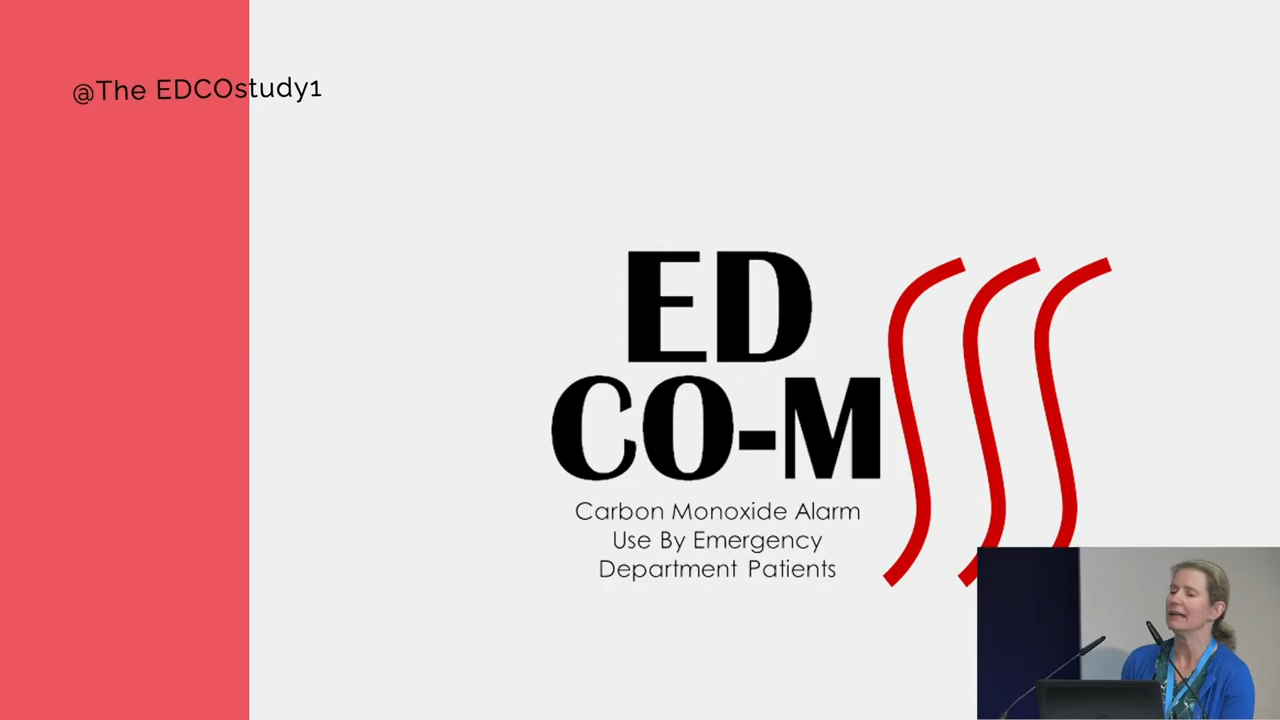 @The EDCOstudy1
ED
CO-M
Carbon Monoxide Alarm
Use By Emergency
Department Patients